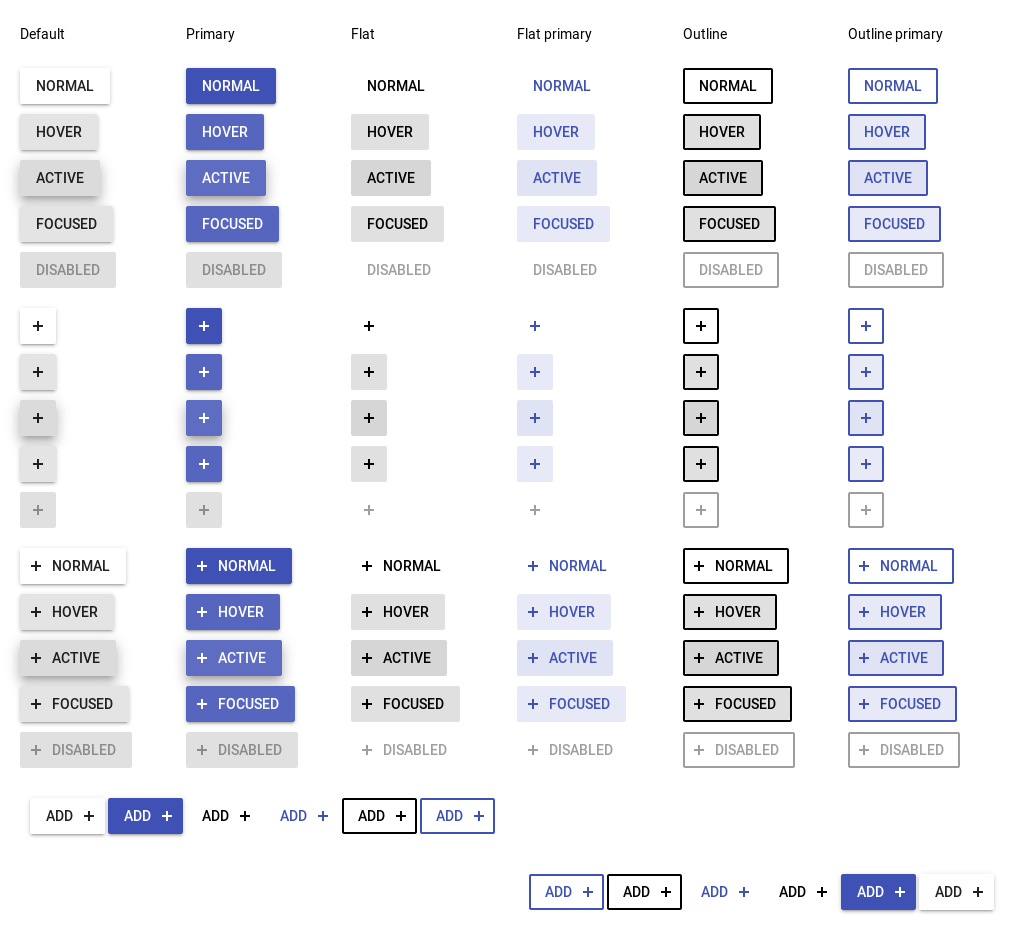 Default Primary Flat Flat primary Outline Outline primary
NORMAL NORMAL NORMAL NORMAL NORMAL NORMAL
HOVER HOVER HOVER HOVER HOVER HOVER
ACTIVE ACTIVE ACTIVE ACTIVE ACTIVE ACTIVE
FOCUSED FOCUSED FOCUSED FOCUSED FOCUSED FOCUSED
DISABLED DISABLED DISABLED DISABLED DISABLED DISABLED
NORMAL NORMAL NORMAL NORMAL NORMAL NORMAL
HOVER HOVER HOVER HOVER HOVER HOVER
ACTIVE ACTIVE ACTIVE ACTIVE ACTIVE ACTIVE
FOCUSED FOCUSED FOCUSED FOCUSED FOCUSED FOCUSED
DISABLED DISABLED DISABLED DISABLED DISABLED DISABLED
ADD ADD ADD ADD ADD ADD
ADD ADD ADD ADD ADD ADD